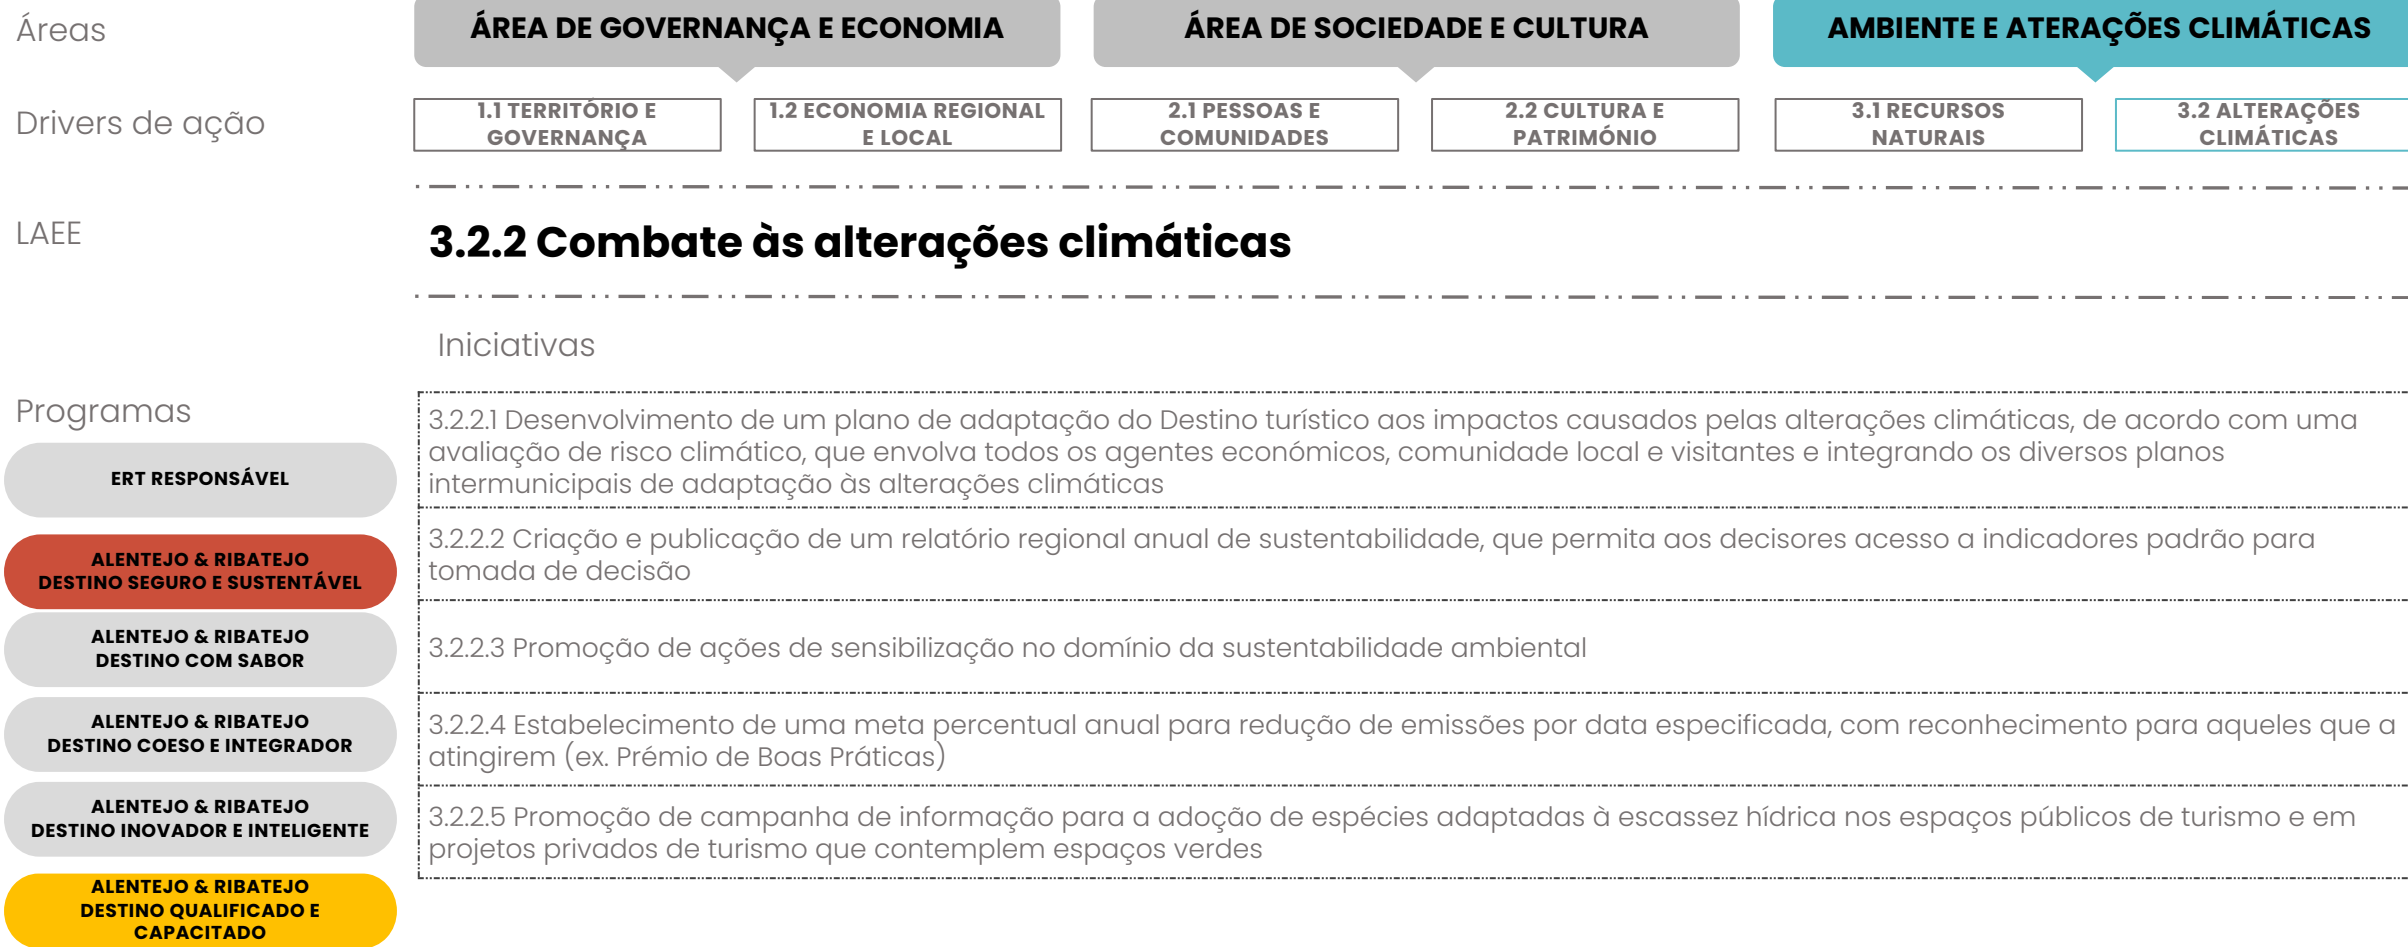 Áreas
ÁREA DE GOVERNANÇA E ECONOMIA
ÁREA DE SOCIEDADE E CULTURA
AMBIENTE E ATERAÇÕES CLIMÁTICAS
Drivers de ação
1.1 TERRITÓRIO E
GOVERNANÇA
1.2 ECONOMIA REGIONAL
E LOCAL
2.1 PESSOAS E
COMUNIDADES
2.2 CULTURA E
PATRIMÓNIO
3.1 RECURSOS
NATURAIS
3.2 ALTERAÇÕES
CLIMÁTICAS
LAEE
3.2.2 Combate às alterações climáticas
Iniciativas
Programas
ERT RESPONSÁVEL
ALENTEJO & RIBATEJO
DESTINO SEGURO E SUSTENTÁVEL
ALENTEJO & RIBATEJO
DESTINO COM SABOR
ALENTEJO & RIBATEJO
DESTINO COESO E INTEGRADOR
ALENTEJO & RIBATEJO
DESTINO INOVADOR E INTELIGENTE
ALENTEJO & RIBATEJO
DESTINO QUALIFICADO E
CAPACITADO
3.2.2.1 Desenvolvimento de um plano de adaptação do Destino turístico aos impactos causados pelas alterações climáticas, de acordo com uma
avaliação de risco climático, que envolva todos os agentes económicos, comunidade local e visitantes e integrando os diversos planos
intermunicipais de adaptação às alterações climáticas
3.2.2.2 Criação e publicação de um relatório regional anual de sustentabilidade, que permita aos decisores acesso a indicadores padrão para
tomada de decisão
3.2.2.3 Promoção de ações de sensibilização no domínio da sustentabilidade ambiental
3.2.2.4 Estabelecimento de uma meta percentual anual para redução de emissões por data especificada, com reconhecimento para aqueles que a
atingirem (ex. Prémio de Boas Práticas)
3.2.2.5 Promoção de campanha de informação para a adoção de espécies adaptadas à escassez hídrica nos espaços públicos de turismo e em
projetos privados de turismo que contemplem espaços verdes